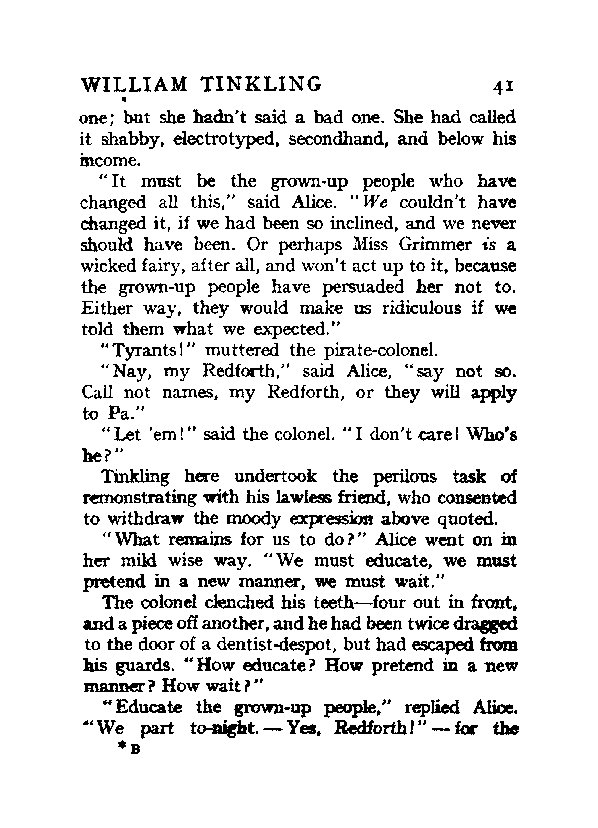 WILLIAM TINKLING 41
one; but she hadn't said a bad one. She had called
it shabby, electrotyped, secondhand, and below his
income.
"It must be the grown-up people who have
changed all this," said Alice. "We couldn't have
changed it, if we had been so inclined, and we never
should have been. Or perhaps Miss Grimmer is a
wicked fairy, after all, and won't act up to it, because
the grown-up people have persuaded her not to.
Either way, they would make us ridiculous if we
told them what we expected."
"Tyrants!" muttered the pirate-colonel.
"Nay, my Redforth," said Alice, "say not so.
Call not names, my Redforth, or they will apply
to Pa."
"Let 'em!" said the colonel. "I don't care! Who's
he?"
Tinkling here undertook the perilous task of
remonstrating with his lawless friend, who consented
to withdraw the moody expression above quoted.
"What remains for us to do?" Alice went on in
her mild wise way. "We must educate, we must
pretend in a new manner, we must wait."
The colonel clenched his teeth—four out in front,
and a piece off another, and he had been twice dragged
to the door of a dentist-despot, but had escaped from
his guards. "How educate? How pretend in a new
manner? How wait?"
"Educate the grown-up people," replied Alice.
"We part to-night.—Yes, Redforth!"—for the
*B